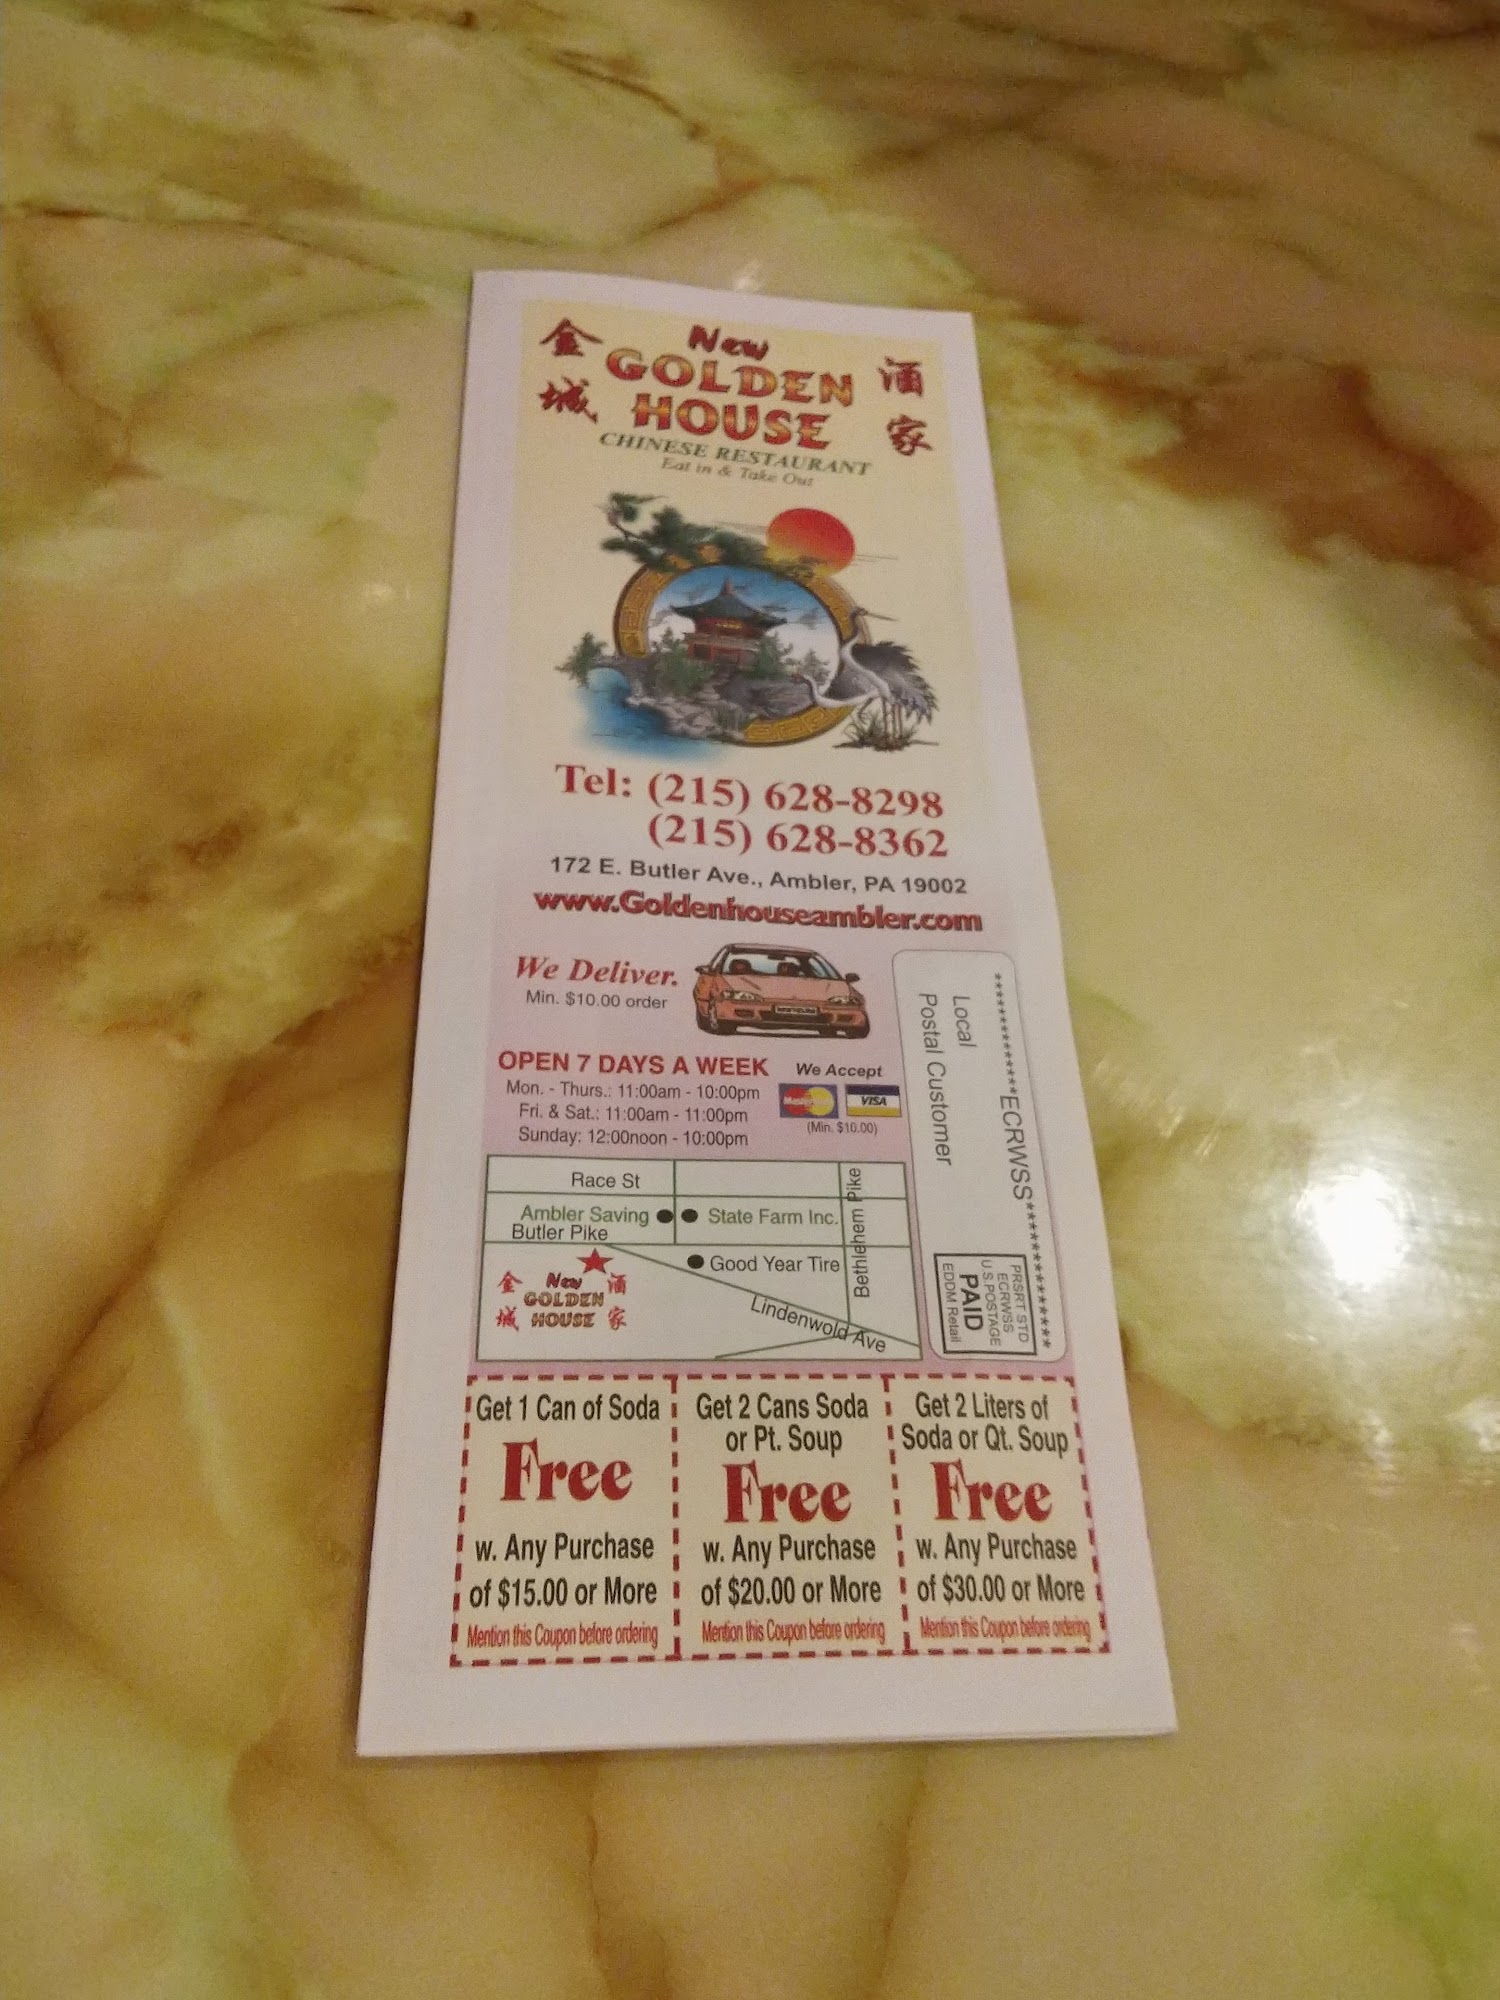 金城
New
GOLDEN
HOUSE
酒家
CHINESE RESTAURANT
Eat in & Take Out
Tel: (215) 628-8298
(215) 628-8362
172 E. Butler Ave., Ambler, PA 19002
www.Goldenhouseambler.com
We Deliver.
Min. $10.00 order
OPEN 7 DAYS A WEEK
Mon. - Thurs.: 11:00am - 10:00pm
Fri. & Sat.: 11:00am - 11:00pm
Sunday: 12:00noon - 10:00pm
We Accept
MasterCard
VISA
(Min. $10.00)
**************ECRWSS**************
Local
Postal Customer
PRSRT STD
ECRWSS
U.S.POSTAGE
PAID
EDDM Retail
Race St
Ambler Saving
State Farm Inc.
Butler Pike
Good Year Tire
Bethlehem Pike
Lindenwold Ave
金城
New
GOLDEN
HOUSE
酒家
Get 1 Can of Soda
Free
w. Any Purchase
of $15.00 or More
Mention this Coupon before ordering
Get 2 Cans Soda
or Pt. Soup
Free
w. Any Purchase
of $20.00 or More
Mention this Coupon before ordering
Get 2 Liters of
Soda or Qt. Soup
Free
w. Any Purchase
of $30.00 or More
Mention this Coupon before ordering